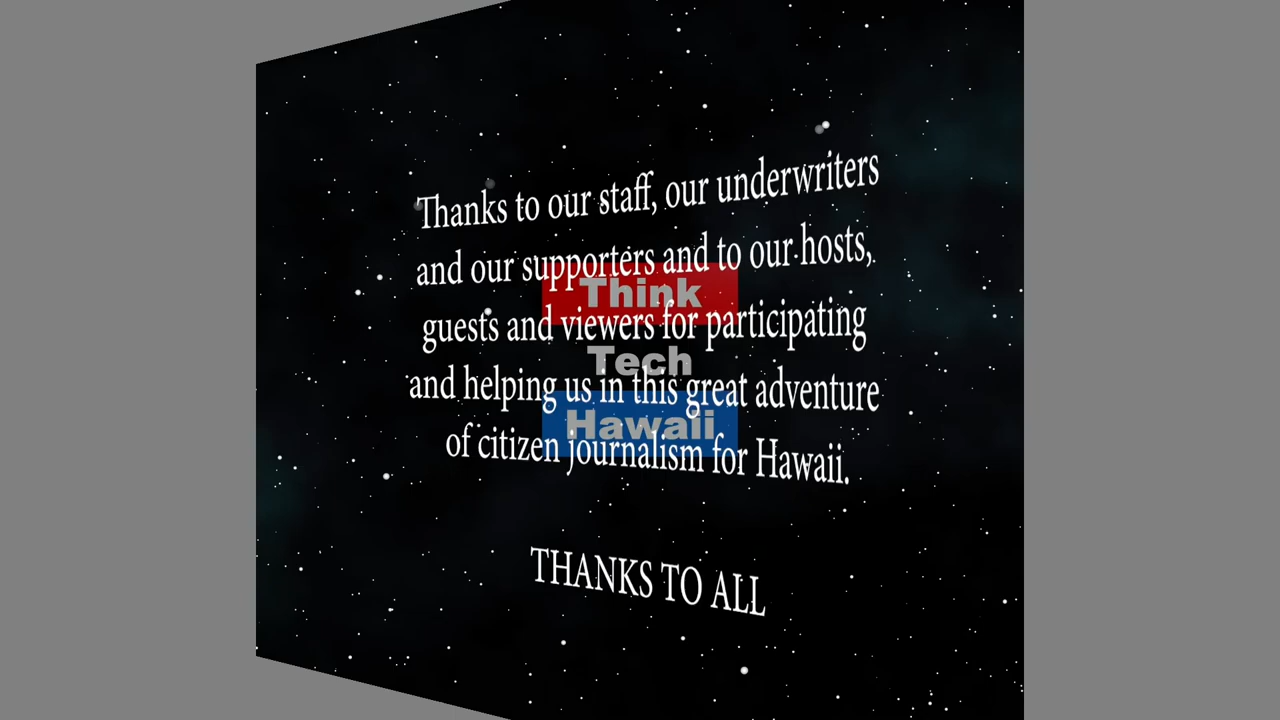 Thanks to our staff, our underwriters
and our supporters and to our hosts,
guests and viewers for participating
and helping us in this great adventure
of citizen journalism for Hawaii.
THANKS TO ALL
Think
Tech
Hawaii